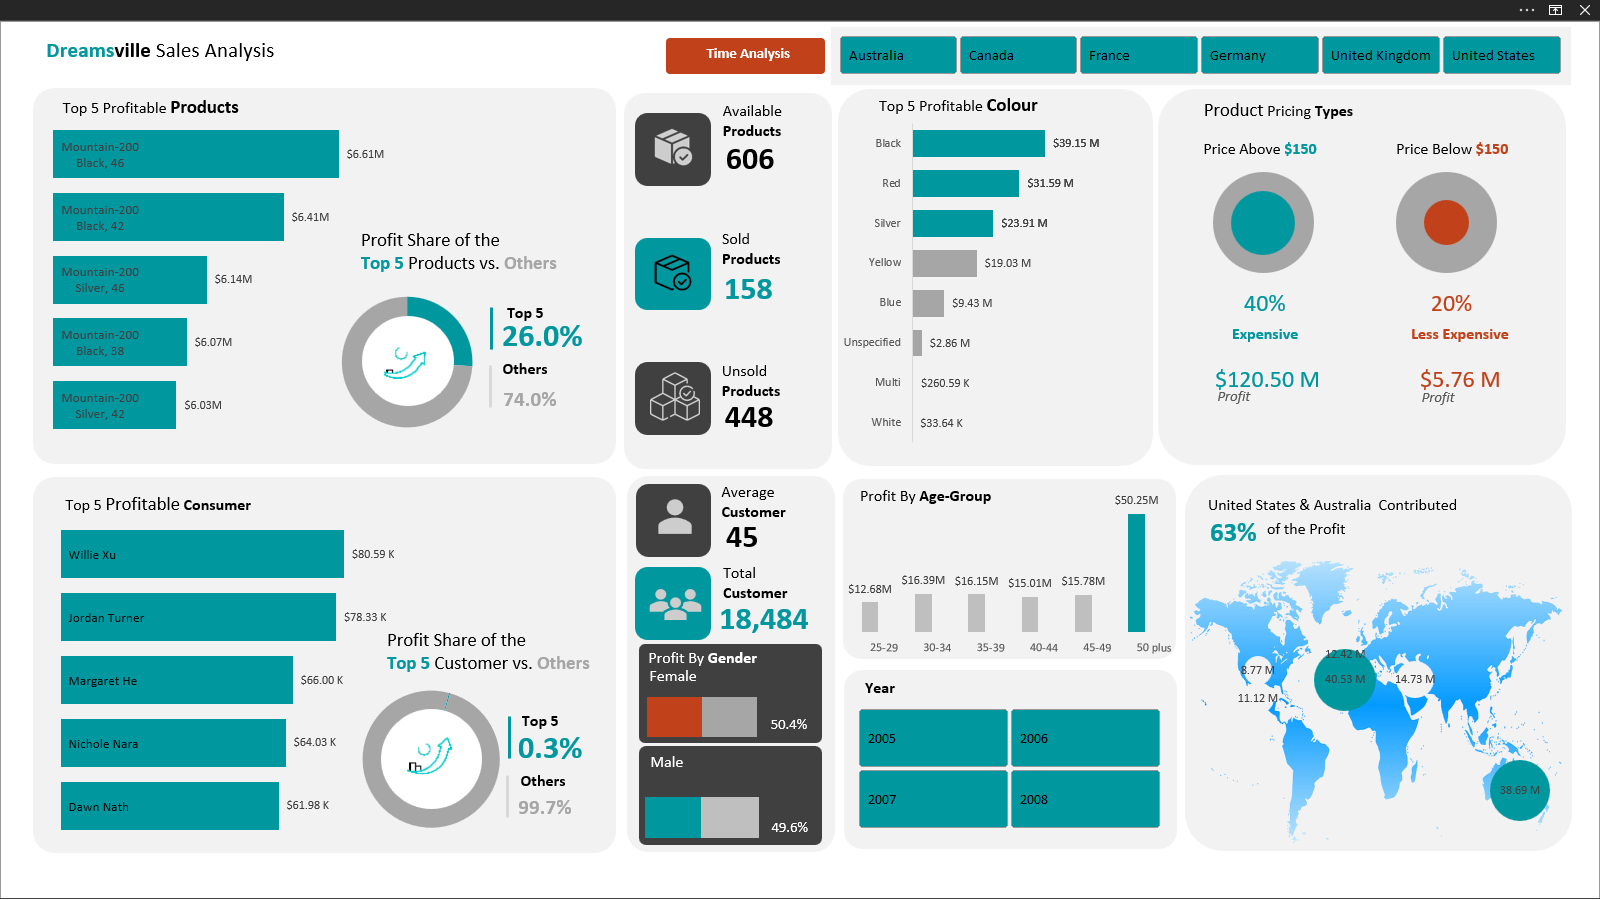 Dreamsville Sales Analysis
Time Analysis
Australia
Canada
France
Germany
United Kingdom
United States
Top 5 Profitable Products
Mountain-200
Black, 46
$6.61M
Mountain-200
Black, 42
$6.41M
Mountain-200
Silver, 46
$6.14M
Mountain-200
Black, 38
$6.07M
Mountain-200
Silver, 42
$6.03M
Profit Share of the
Top 5 Products vs. Others
Top 5
26.0%
Others
74.0%
Available
Products
606
Sold
Products
158
Unsold
Products
448
Top 5 Profitable Colour
Black
$39.15 M
Red
$31.59 M
Silver
$23.91 M
Yellow
$19.03 M
Blue
$9.43 M
Unspecified
$2.86 M
Multi
$260.59 K
White
$33.64 K
Product Pricing Types
Price Above $150
Price Below $150
40%
20%
Expensive
Less Expensive
$120.50 M
$5.76 M
Profit
Profit
Top 5 Profitable Consumer
Willie Xu
$80.59 K
Jordan Turner
$78.33 K
Margaret He
$66.00 K
Nichole Nara
$64.03 K
Dawn Nath
$61.98 K
Profit Share of the
Top 5 Customer vs. Others
Top 5
0.3%
Others
99.7%
Average
Customer
45
Total
Customer
18,484
Profit By Gender
Female
50.4%
Male
49.6%
Profit By Age-Group
$12.68M
$16.39M
$16.15M
$15.01M
$15.78M
$50.25M
25-29
30-34
35-39
40-44
45-49
50 plus
Year
2005
2006
2007
2008
United States & Australia Contributed
63% of the Profit
12.42 M
8.77 M
40.53 M
14.73 M
11.12 M
38.69 M